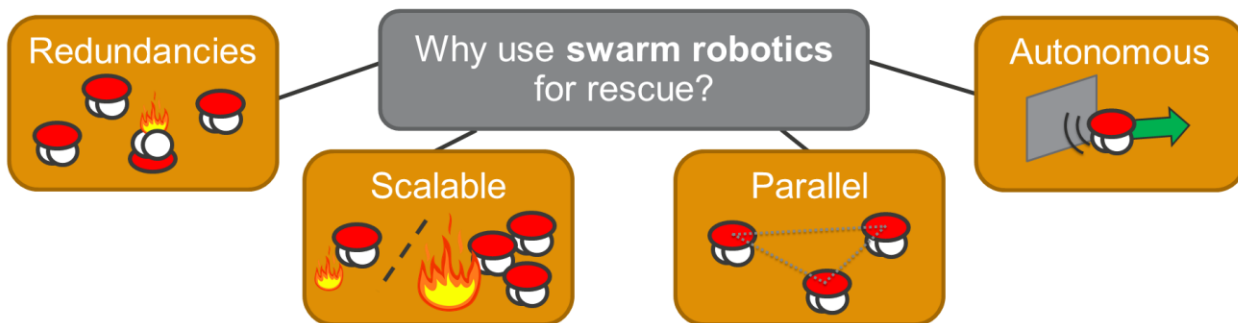 Redundancies
Why use swarm robotics
for rescue?
Autonomous
Scalable
Parallel